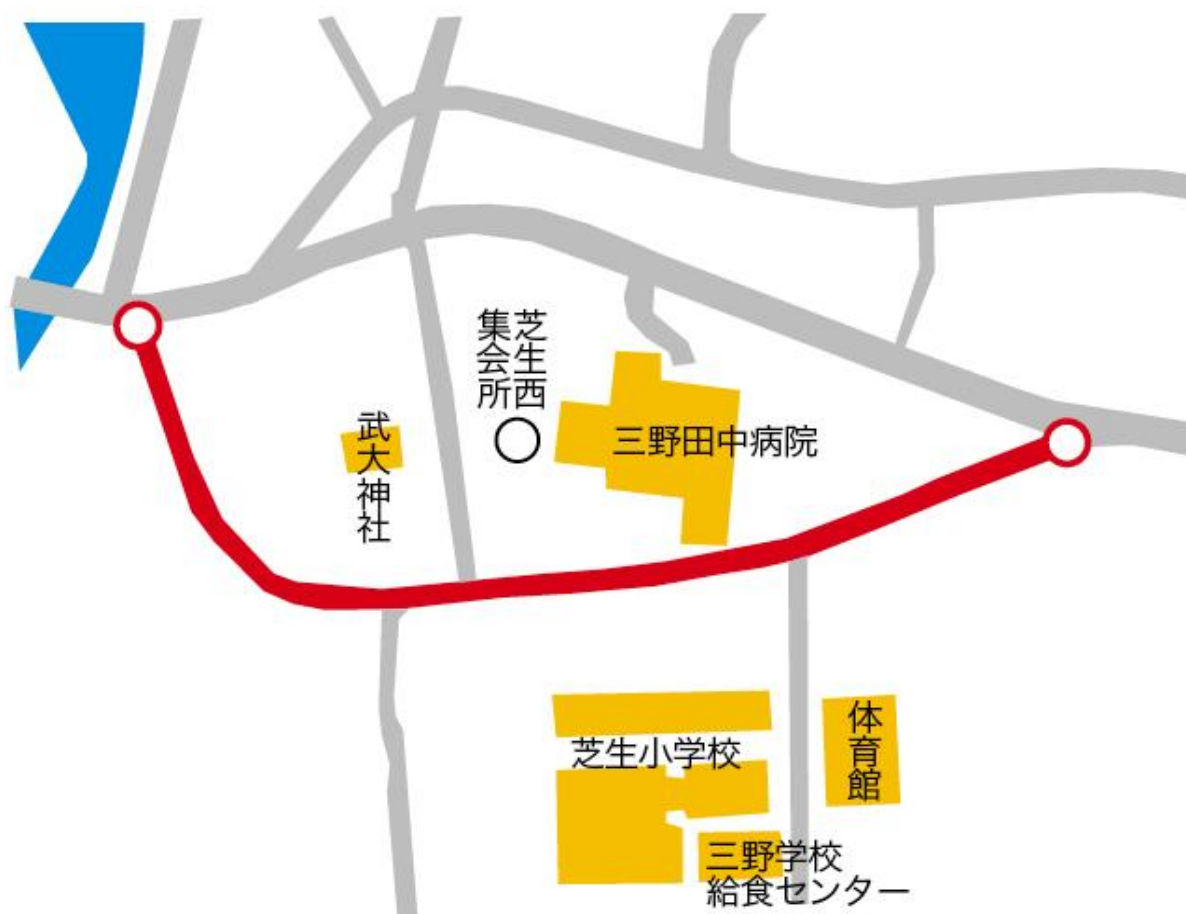 芝生西
集会所
三野田中病院
武大神社
芝生小学校
体育館
三野学校
給食センター